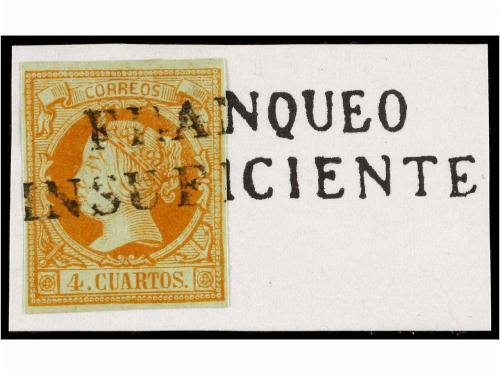 CORREOS
FRANQUEO
INSUFICIENTE
4. CUARTOS.